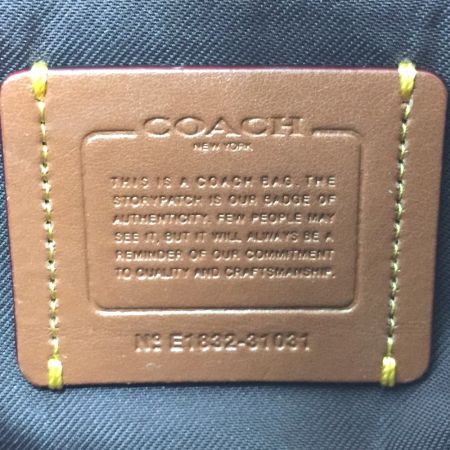 COACH
NEW YORK
THIS IS A COACH BAG. THE
STORYPATCH IS OUR BADGE OF
AUTHENTICITY. FEW PEOPLE MAY
SEE IT, BUT IT WILL ALWAYS BE A
REMINDER OF OUR COMMITMENT
TO QUALITY AND CRAFTSMANSHIP.
Nº E1832-31031